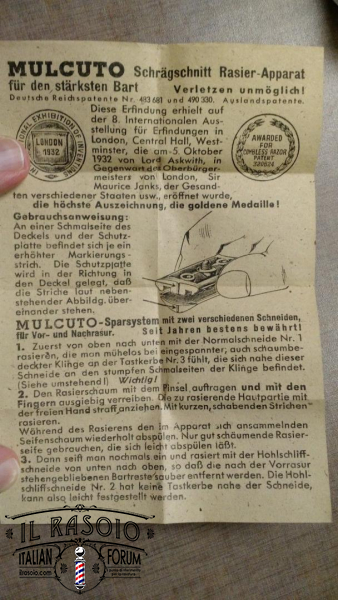 MULCUTO Schrägschnitt Rasier-Apparat
für den stärksten Bart Verletzen unmöglich!
Deutsche Reichspatente Nr. 483 681 und 490 330. Auslandspatente.
Diese Erfindung erhielt auf
der 8. Internationalen Aus-
stellung für Erfindungen in
London, Central Hall, West-
minster, die am 5. Oktober
1932 von Lord Askwith, in
Gegenwart des Oberbürger-
meisters von London, Sir
Maurice Janks, der Gesand-
ten verschiedener Staaten usw., eröffnet wurde,
die höchste Auszeichnung, die goldene Medaille!
INTERNATIONAL EXHIBITION OF INVENTIONS
LONDON
1932
AWARDED
FOR
RAZOR
PATENT
Gebrauchsanweisung:
An einer Schmalseite des
Deckels und der Schutz-
platte befindet sich je ein
erhöhter Markierungs-
strich. Die Schutzplatte
wird in der Richtung in
den Deckel gelegt, daß
die Striche laut neben-
stehender Abbildg. über-
einander stehen.
MULCUTO-Sparsystem mit zwei verschiedenen Schneiden,
für Vor- und Nachrasur. Seit Jahren bestens bewährt!
1. Zuerst von oben nach unten mit der Normalschneide Nr. 1
rasieren, die man mühelos bei eingespannter, auch schaumbe-
deckter Klinge an der Tastkerbe Nr. 3 fühlt, die sich nahe dieser
Schneide an den stumpfen Schmalseiten der Klinge befindet.
(Siehe umstehend!) Wichtig!
2. Den Rasierschaum mit dem Pinsel auftragen und mit den
Fingern ausgiebig verreiben. Die zu rasierende Hautpartie mit
der freien Hand straff anziehen. Mit kurzen, schabenden Strichen
rasieren.
Während des Rasierens den im Apparat sich ansammelnden
Seifenschaum wiederholt abspülen. Nur gut schäumende Rasier-
seife gebrauchen, die sich leicht abspülen läßt.
3. Dann seift man nochmals ein und rasiert mit der Hohlschliff-
schneide von unten nach oben, so daß die nach der Vorrasur
stehengebliebenen Bartreste sauber entfernt werden. Die Hohl-
schliffschneide Nr. 2 hat keine Tastkerbe nahe der Schneide,
kann also leicht festgestellt werden.
IL RASOIO
ITALIAN FORUM
ilRasoio.com